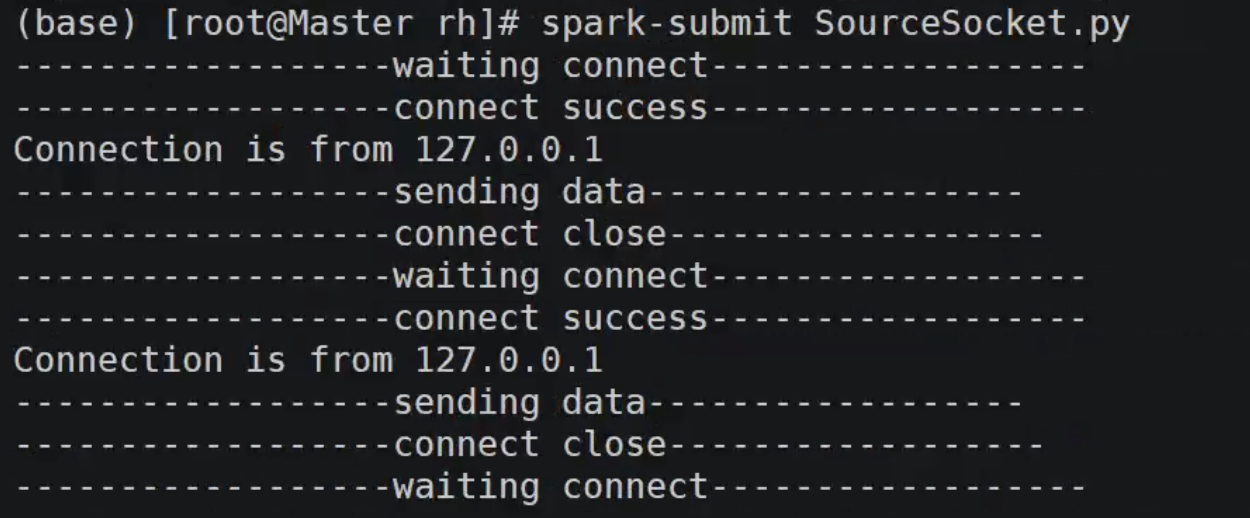 (base) [root@Master rh]# spark-submit SourceSocket.py
------------------waiting connect------------------
------------------connect success------------------
Connection is from 127.0.0.1
------------------sending data------------------
------------------connect close------------------
------------------waiting connect------------------
------------------connect success------------------
Connection is from 127.0.0.1
------------------sending data------------------
------------------connect close------------------
------------------waiting connect------------------